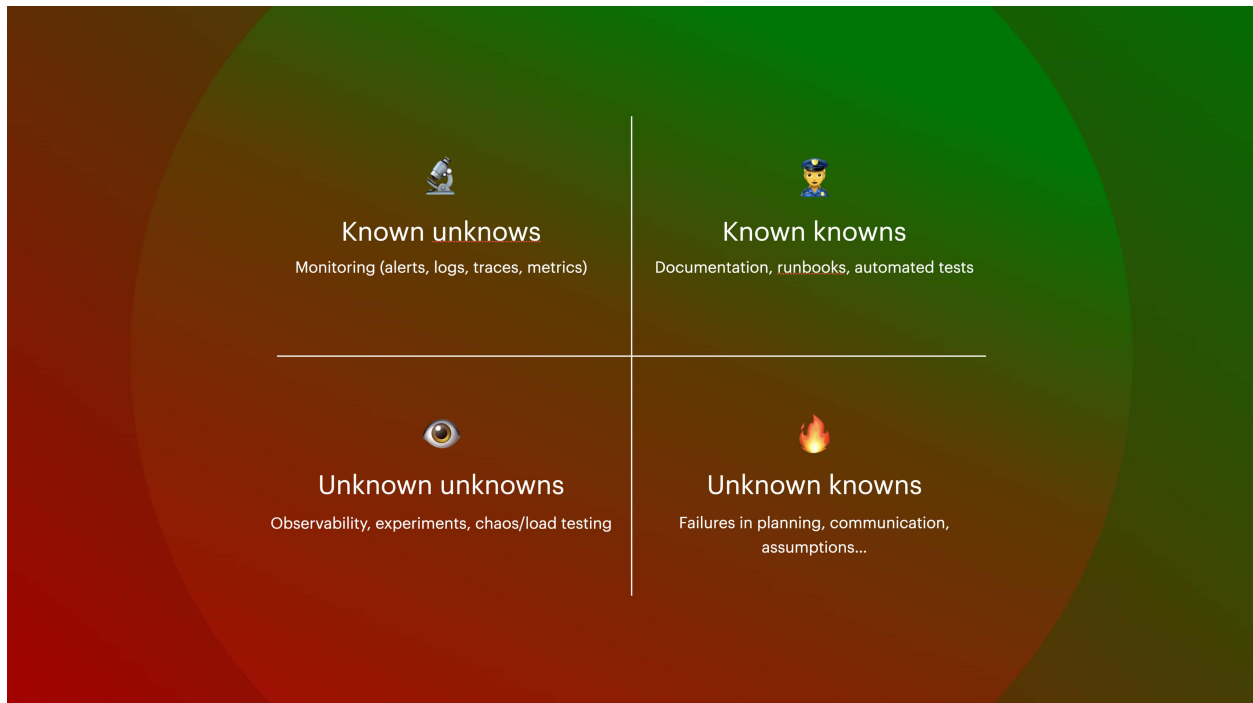 Known unknows
Monitoring (alerts, logs, traces, metrics)
Known knowns
Documentation, runbooks, automated tests
Unknown unknowns
Observability, experiments, chaos/load testing
Unknown knowns
Failures in planning, communication,
assumptions...